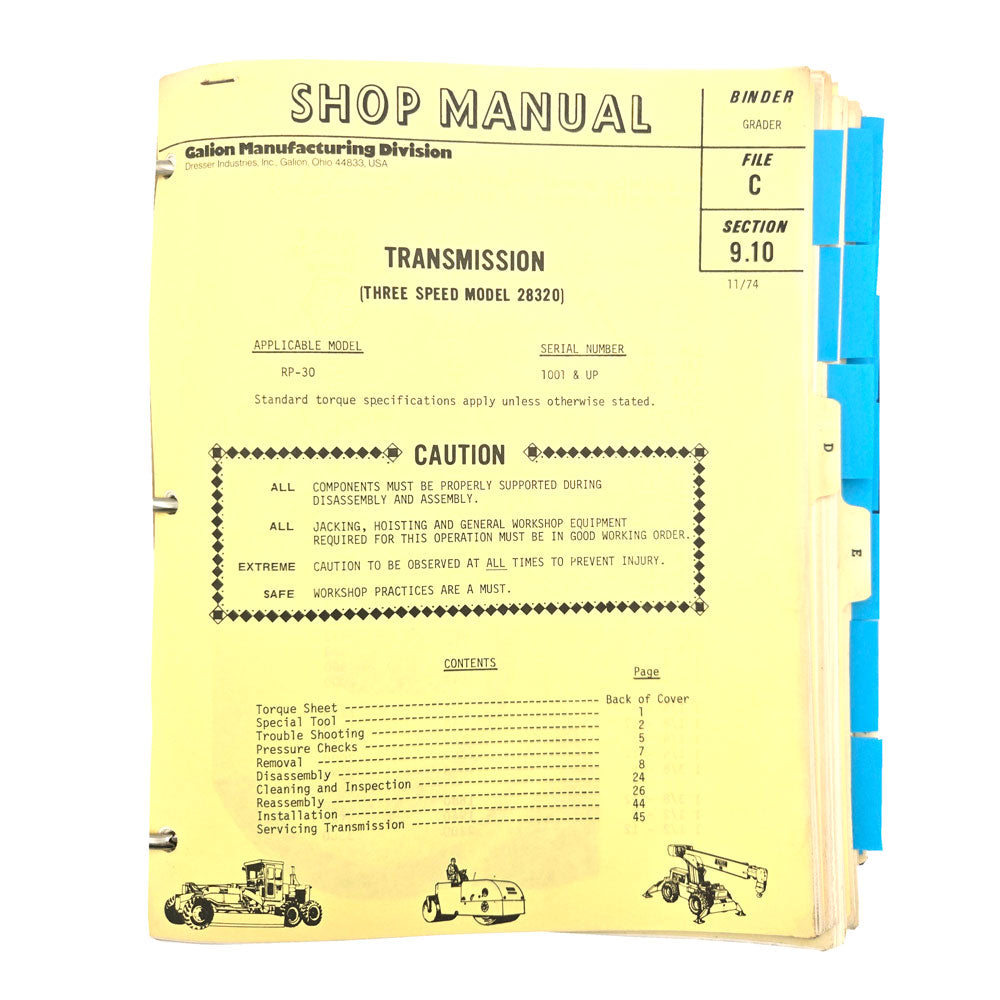 SHOP MANUAL
Galion Manufacturing Division
Dresser Industries, Inc., Galion, Ohio 44833, USA
BINDER
GRADER
FILE
C
SECTION
9.10
11/74
TRANSMISSION
(THREE SPEED MODEL 28320)
APPLICABLE MODEL SERIAL NUMBER
RP-30 1001 & UP
Standard torque specifications apply unless otherwise stated.
CAUTION
ALL COMPONENTS MUST BE PROPERLY SUPPORTED DURING
DISASSEMBLY AND ASSEMBLY.
ALL JACKING, HOISTING AND GENERAL WORKSHOP EQUIPMENT
REQUIRED FOR THIS OPERATION MUST BE IN GOOD WORKING ORDER.
EXTREME CAUTION TO BE OBSERVED AT ALL TIMES TO PREVENT INJURY.
SAFE WORKSHOP PRACTICES ARE A MUST.
CONTENTS
Page
Torque Sheet Back of Cover
Special Tool 1
Trouble Shooting 2
Pressure Checks 5
Removal 7
Disassembly 8
Cleaning and Inspection 24
Reassembly 26
Installation 44
Servicing Transmission 45
D
E